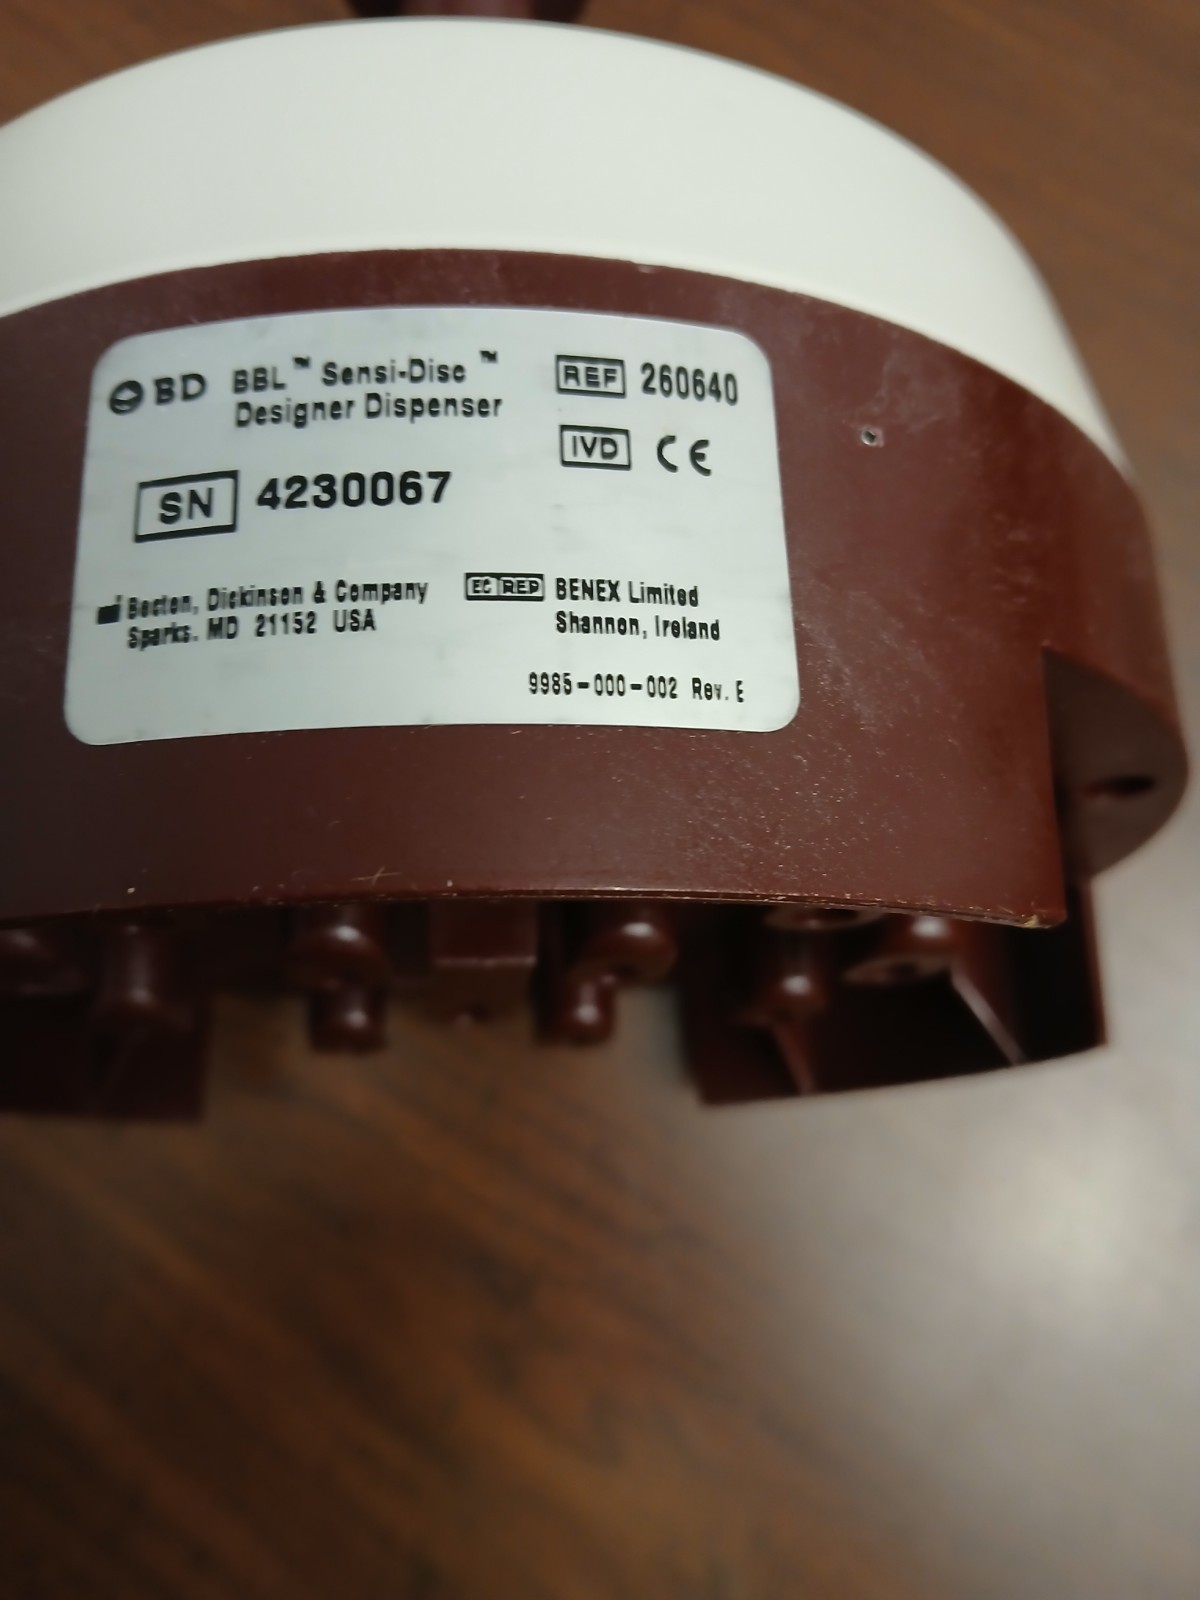 BD BBL™ Sensi-Disc™
Designer Dispenser
REF 260640
IVD CE
SN 4230067
Becton, Dickinson & Company
Sparks. MD 21152 USA
EC REP BENEX Limited
Shannon, Ireland
9985-000-002 Rev. E